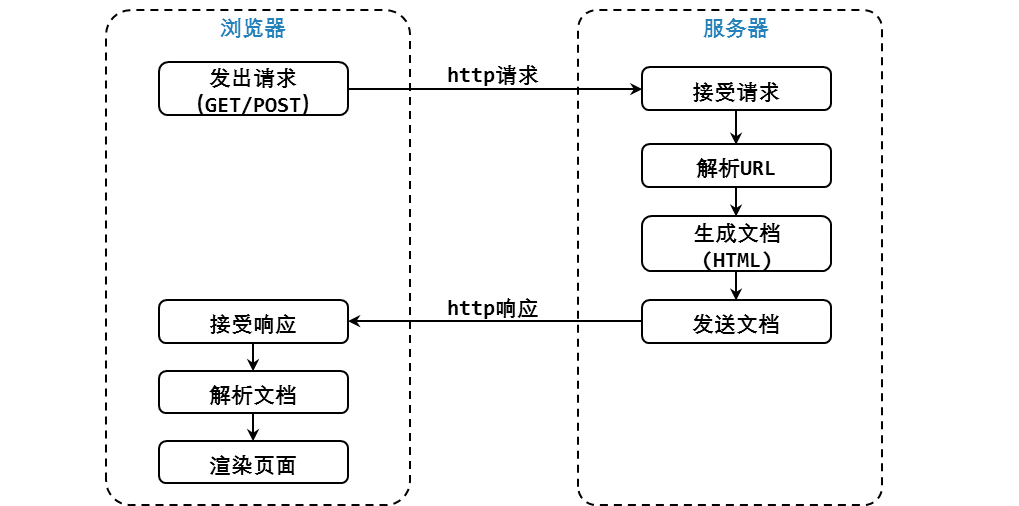 浏览器
服务器
发出请求
(GET/POST)
http请求
接受请求
解析URL
生成文档
(HTML)
发送文档
http响应
接受响应
解析文档
渲染页面